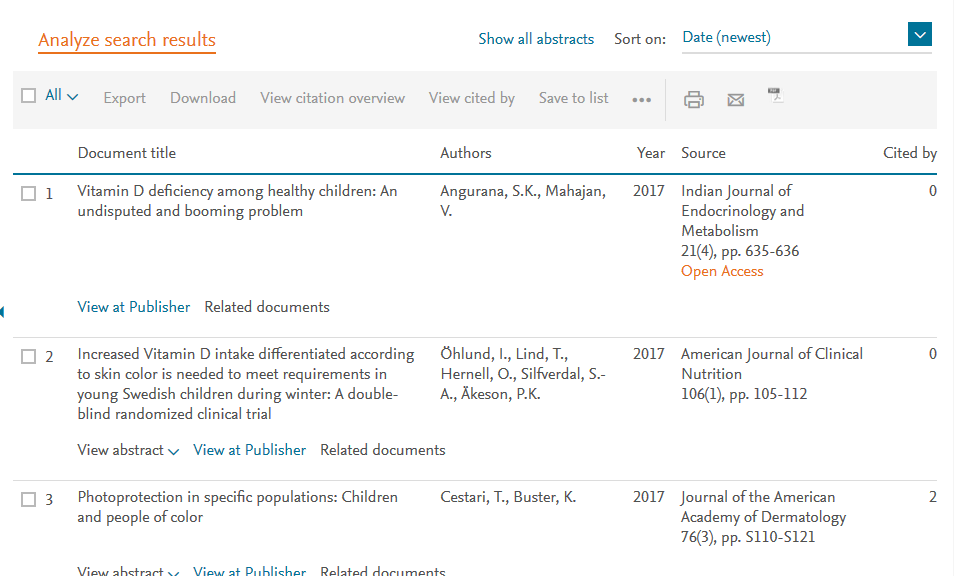 Analyze search results
Show all abstracts Sort on: Date (newest)
All Export Download View citation overview View cited by Save to list •••
Document title Authors Year Source Cited by
1 Vitamin D deficiency among healthy children: An Angurana, S.K., Mahajan, 2017 Indian Journal of 0
undisputed and booming problem V. Endocrinology and
Metabolism
21(4), pp. 635-636
Open Access
View at Publisher Related documents
2 Increased Vitamin D intake differentiated according Öhlund, I., Lind, T., 2017 American Journal of Clinical 0
to skin color is needed to meet requirements in Hernell, O., Silfverdal, S.- Nutrition
young Swedish children during winter: A double- A., Åkeson, P.K. 106(1), pp. 105-112
blind randomized clinical trial
View abstract View at Publisher Related documents
3 Photoprotection in specific populations: Children Cestari, T., Buster, K. 2017 Journal of the American 2
and people of color Academy of Dermatology
76(3), pp. S110-S121
View abstract View at Publisher Related documents